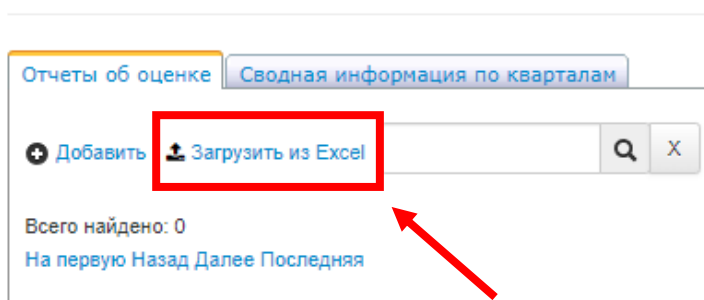 Отчеты об оценке Сводная информация по кварталам
Добавить Загрузить из Excel X
Всего найдено: 0
На первую Назад Далее Последняя